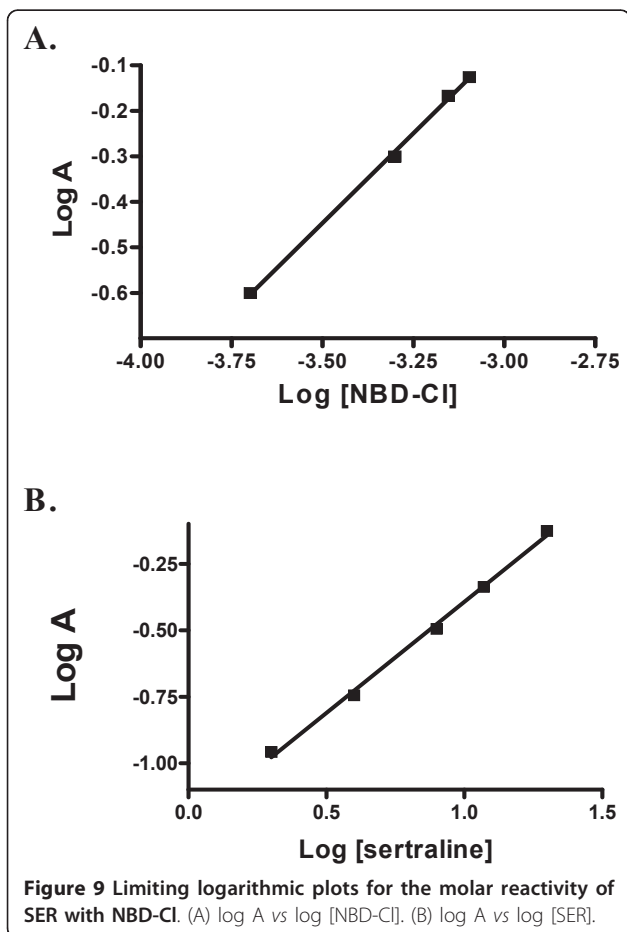 A.
-0.1
-0.2
-0.3
-0.4
-0.5
-0.6
Log A
-4.00 -3.75 -3.50 -3.25 -3.00 -2.75
Log [NBD-Cl]
B.
-0.25
-0.50
-0.75
-1.00
Log A
0.0 0.5 1.0 1.5
Log [sertraline]
Figure 9 Limiting logarithmic plots for the molar reactivity of
SER with NBD-Cl. (A) log A vs log [NBD-Cl]. (B) log A vs log [SER].